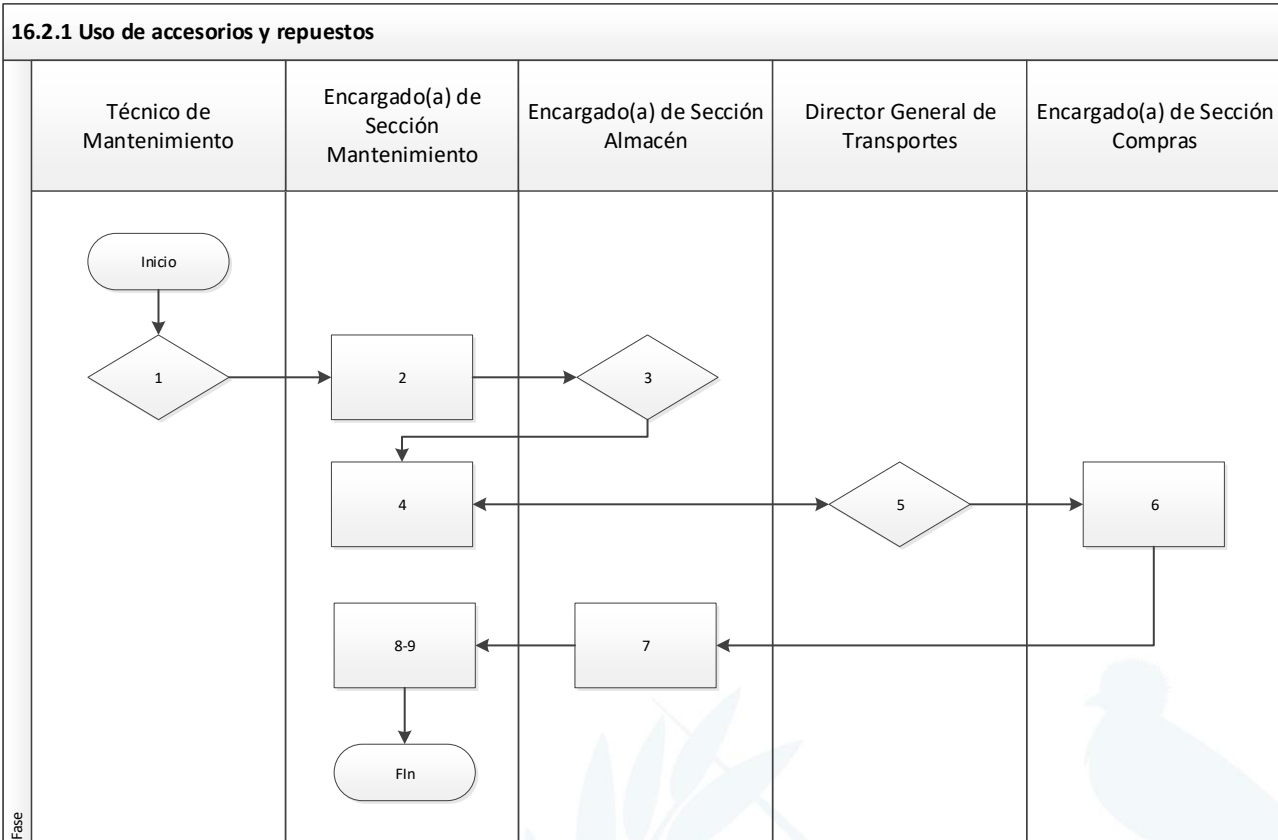 16.2.1 Uso de accesorios y repuestos
Técnico de
Mantenimiento
Encargado(a) de
Sección
Mantenimiento
Encargado(a) de Sección
Almacén
Director General de
Transportes
Encargado(a) de Sección
Compras
Inicio
1
2
3
4
5
6
8-9
7
FIn
Fase